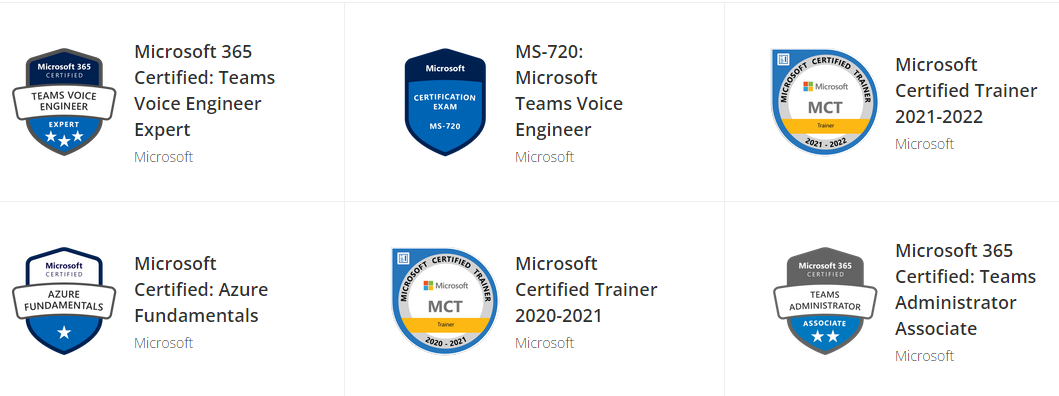 Microsoft 365
CERTIFIED
TEAMS VOICE
ENGINEER
EXPERT
Microsoft 365
Certified: Teams
Voice Engineer
Expert
Microsoft
Microsoft
CERTIFICATION
EXAM
MS-720
MS-720:
Microsoft
Teams Voice
Engineer
Microsoft
MICROSOFT CERTIFIED TRAINER
Microsoft
MCT
Trainer
2021 - 2022
Microsoft
Certified Trainer
2021-2022
Microsoft
Microsoft
CERTIFIED
AZURE
FUNDAMENTALS
Microsoft
Certified: Azure
Fundamentals
Microsoft
MICROSOFT CERTIFIED TRAINER
Microsoft
MCT
Trainer
2020 - 2021
Microsoft
Certified Trainer
2020-2021
Microsoft
Microsoft 365
CERTIFIED
TEAMS
ADMINISTRATOR
ASSOCIATE
Microsoft 365
Certified: Teams
Administrator
Associate
Microsoft